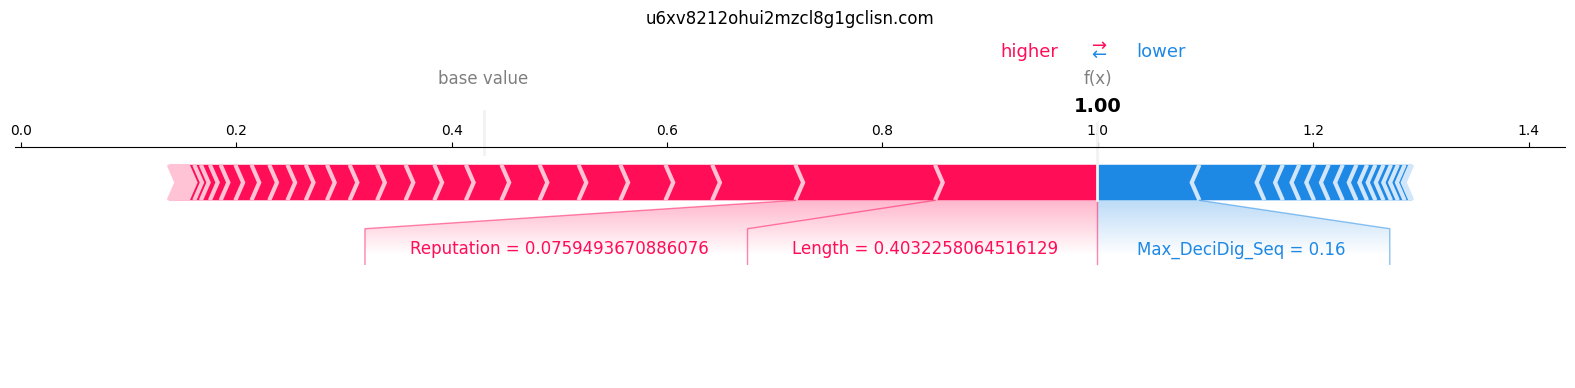 u6xv8212ohui2mzcl8g1gclisn.com
higher ⇄ lower
base value f(x)
1.00
0.0 0.2 0.4 0.6 0.8 1.0 1.2 1.4
Reputation = 0.0759493670886076 Length = 0.4032258064516129 Max_DeciDig_Seq = 0.16